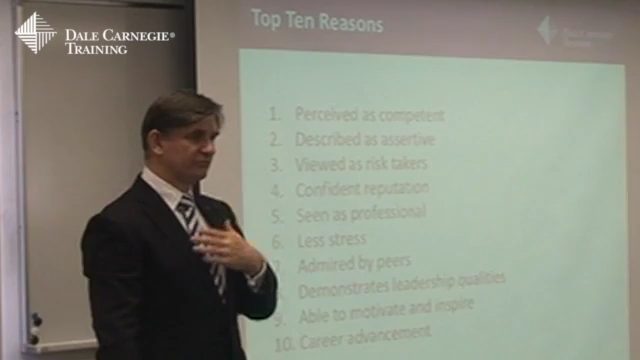 DALE CARNEGIE®
TRAINING
Top Ten Reasons
1. Perceived as competent
2. Described as assertive
3. Viewed as risk takers
4. Confident reputation
5. Seen as professional
6. Less stress
7. Admired by peers
Demonstrates leadership qualities
9. Able to motivate and inspire
10. Career advancement